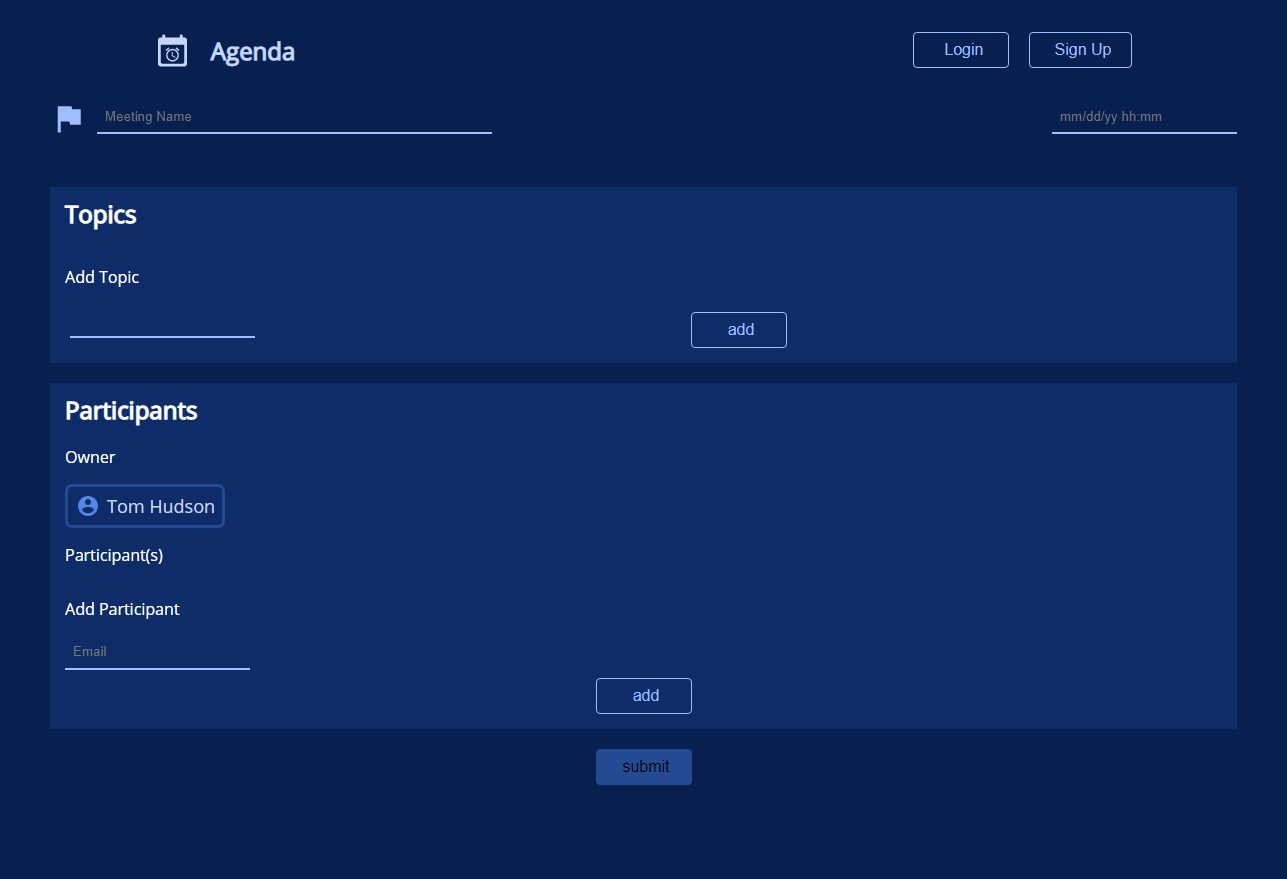 Agenda
Login
Sign Up
Meeting Name
mm/dd/yy hh:mm
Topics
Add Topic
add
Participants
Owner
Tom Hudson
Participant(s)
Add Participant
Email
add
submit